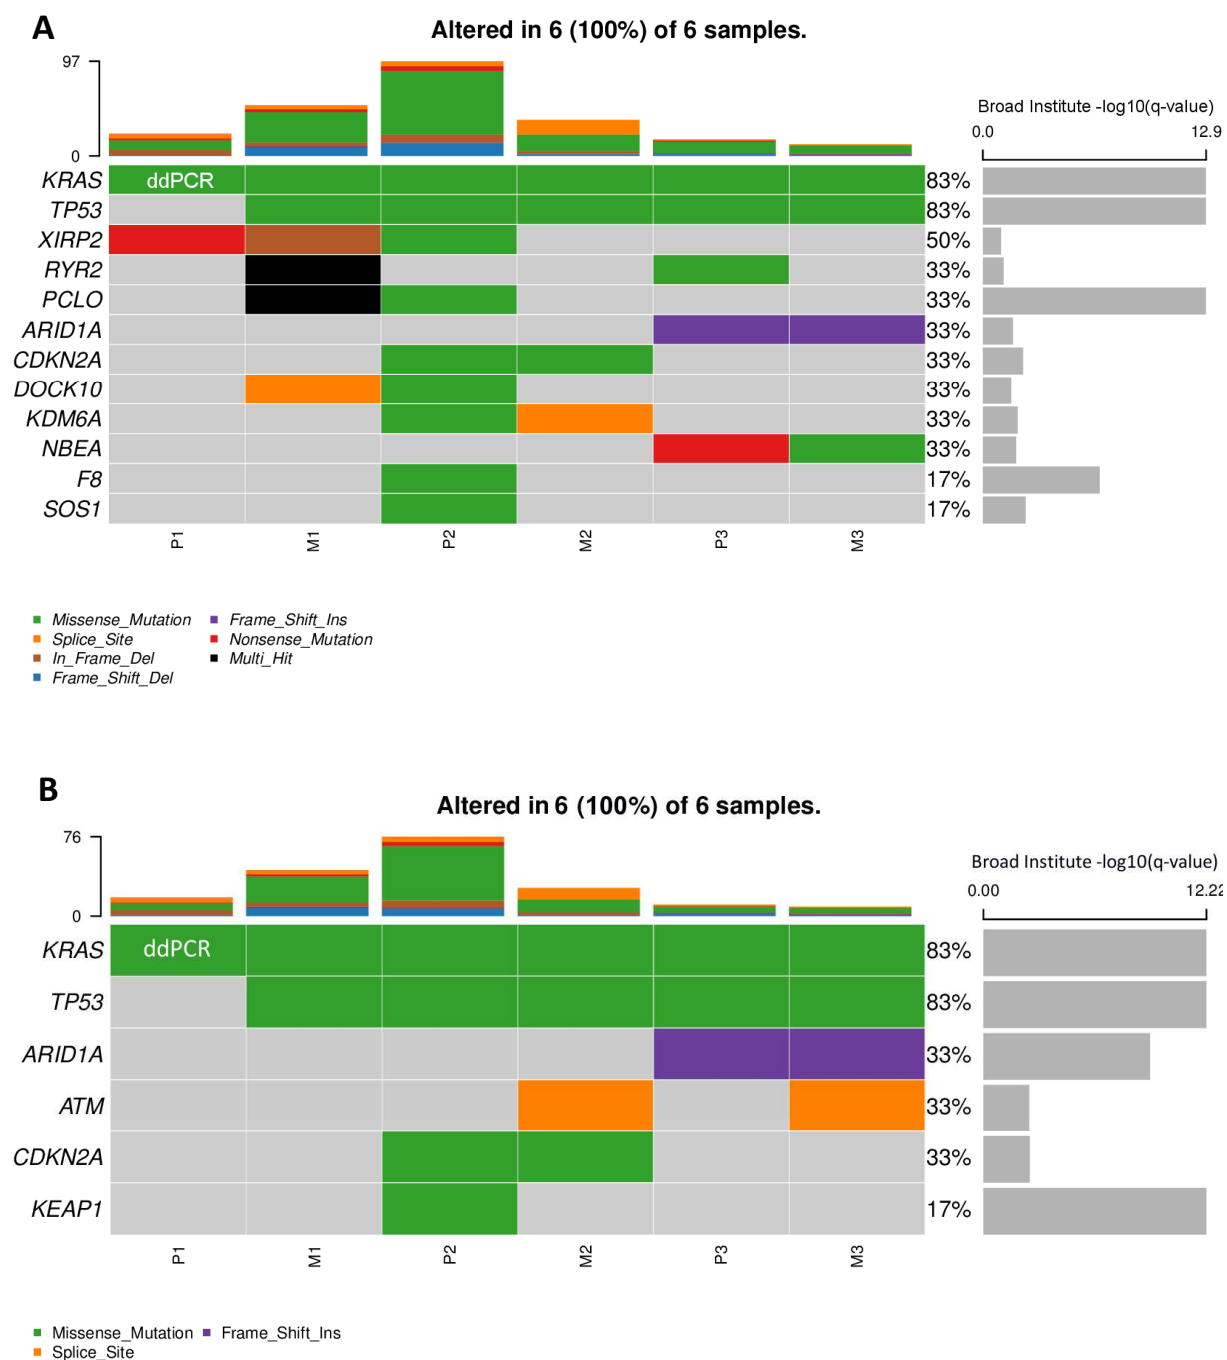 A
Altered in 6 (100%) of 6 samples.
97
0
Broad Institute -log10(q-value)
0.0 12.9
KRAS ddPCR 83%
TP53 83%
XIRP2 50%
RYR2 33%
PCLO 33%
ARID1A 33%
CDKN2A 33%
DOCK10 33%
KDM6A 33%
NBEA 33%
F8 17%
SOS1 17%
P1 M1 P2 M2 P3 M3
Missense_Mutation Frame_Shift_Ins
Splice_Site Nonsense_Mutation
In_Frame_Del Multi_Hit
Frame_Shift_Del
B
Altered in 6 (100%) of 6 samples.
76
0
Broad Institute -log10(q-value)
0.00 12.22
KRAS ddPCR 83%
TP53 83%
ARID1A 33%
ATM 33%
CDKN2A 33%
KEAP1 17%
P1 M1 P2 M2 P3 M3
Missense_Mutation Frame_Shift_Ins
Splice_Site